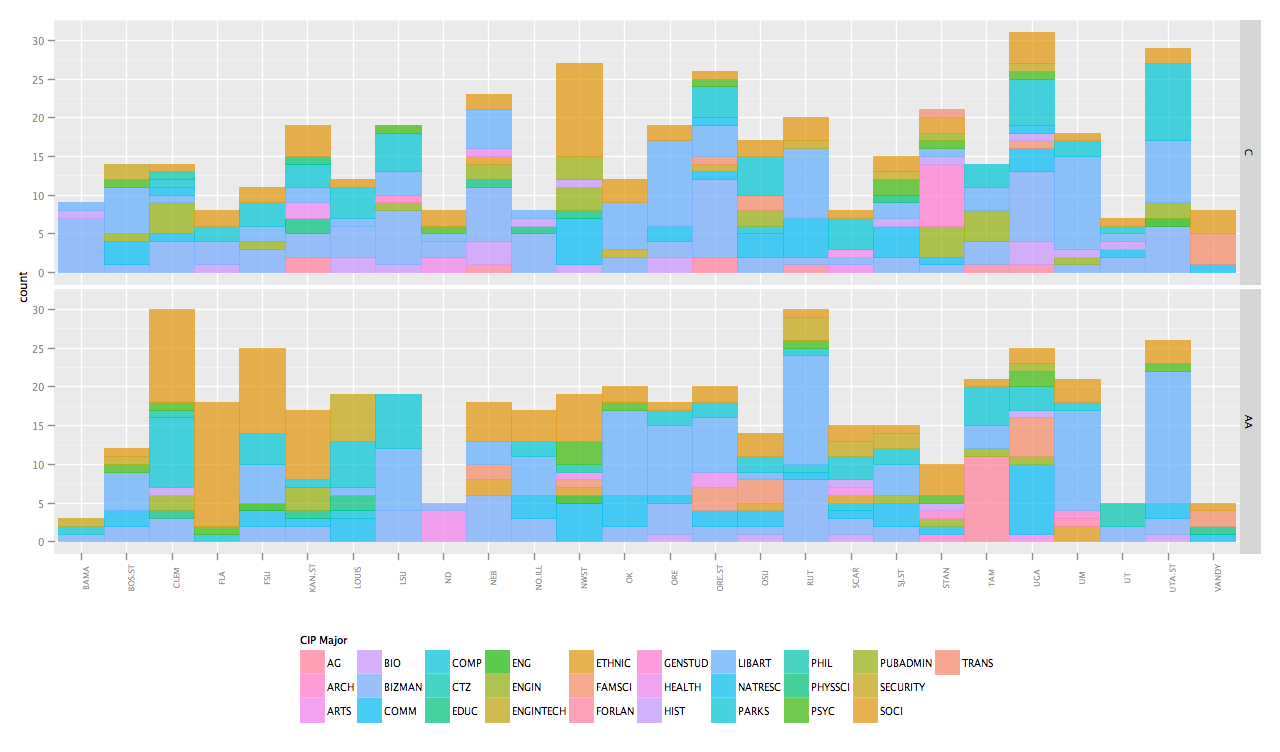 30
25
20
15
10
5
0
C
count
30
25
20
15
10
5
0
AA
BAMA BOS.ST CLEM FLA FSU KAN.ST LOUIS LSU ND NEB NO.ILL NWST OK ORE ORE.ST OSU RUT SCAR SJ.ST STAN TAM UGA UM UT UTA.ST VANDY
CIP Major
AG BIO COMP ENG ETHNIC GENSTUD LIBART PHIL PUBADMIN TRANS
ARCH BIZMAN CTZ ENGIN FAMSCI HEALTH NATRESC PHYSSCI SECURITY
ARTS COMM EDUC ENGINTECH FORLAN HIST PARKS PSYC SOCI